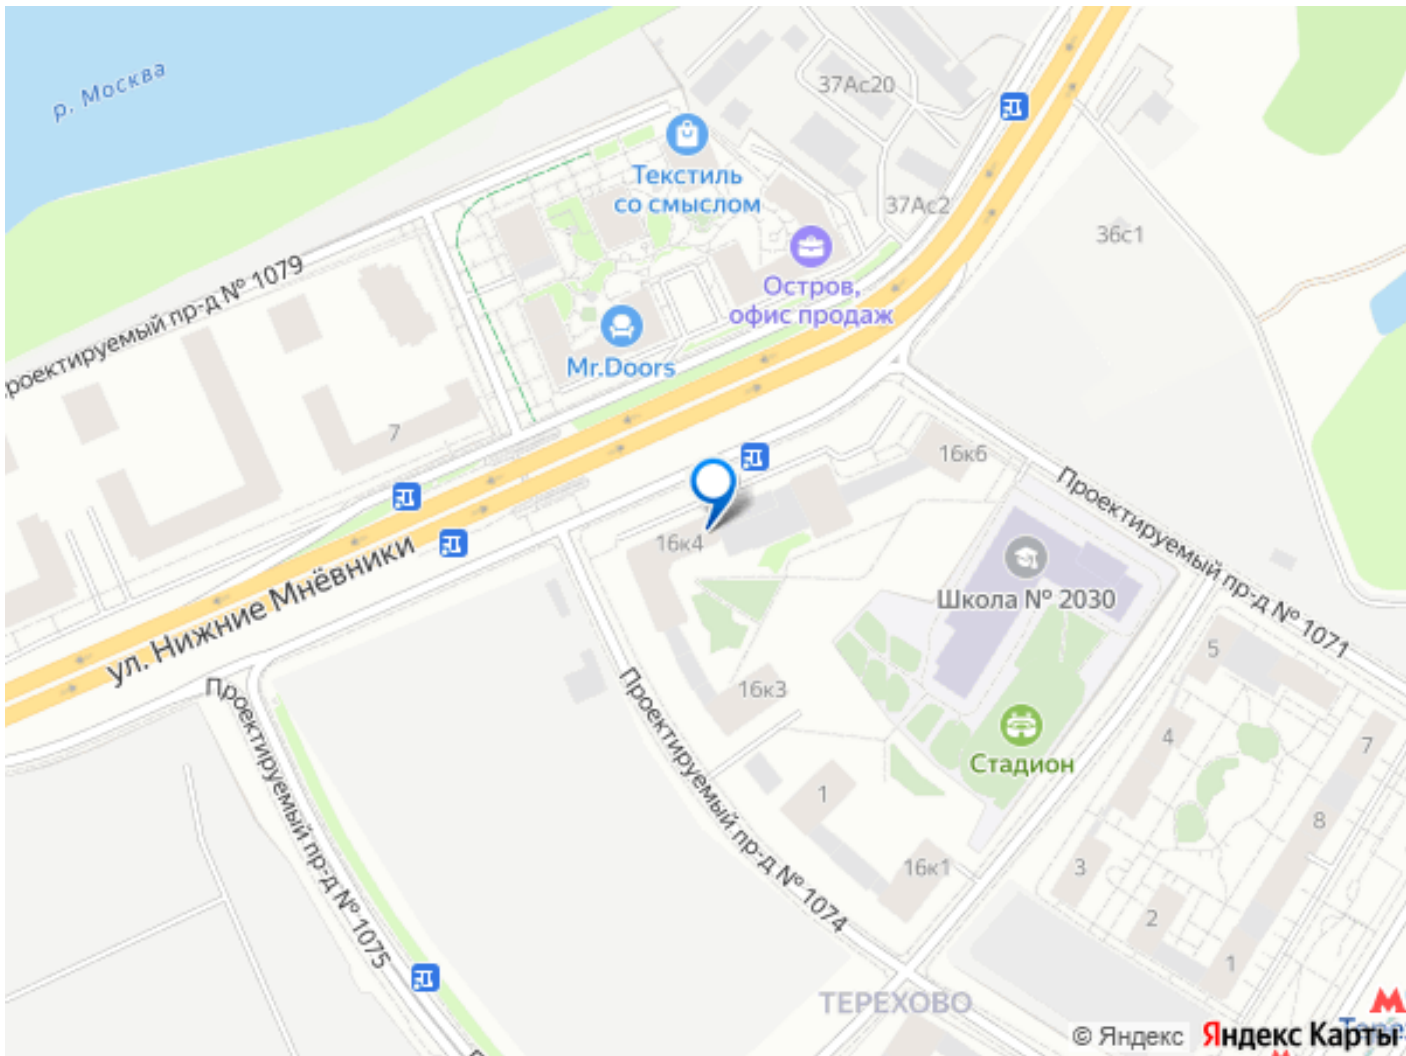 р. Москва
37Ас20
Текстиль
со смыслом
37Ас2
36с1
Остров,
офис продаж
Проектируемый пр-д № 1079
Mr.Doors
7
16к6
16к4
ул. Нижние Мнёвники
Проектируемый пр-д № 1071
Школа № 2030
5
16к3
Проектируемый пр-д № 1075
Проектируемый пр-д № 1074
Стадион
4
7
1
8
16к1
3
2
1
ТЕРЕХОВО
© Яндекс
Яндекс Карты